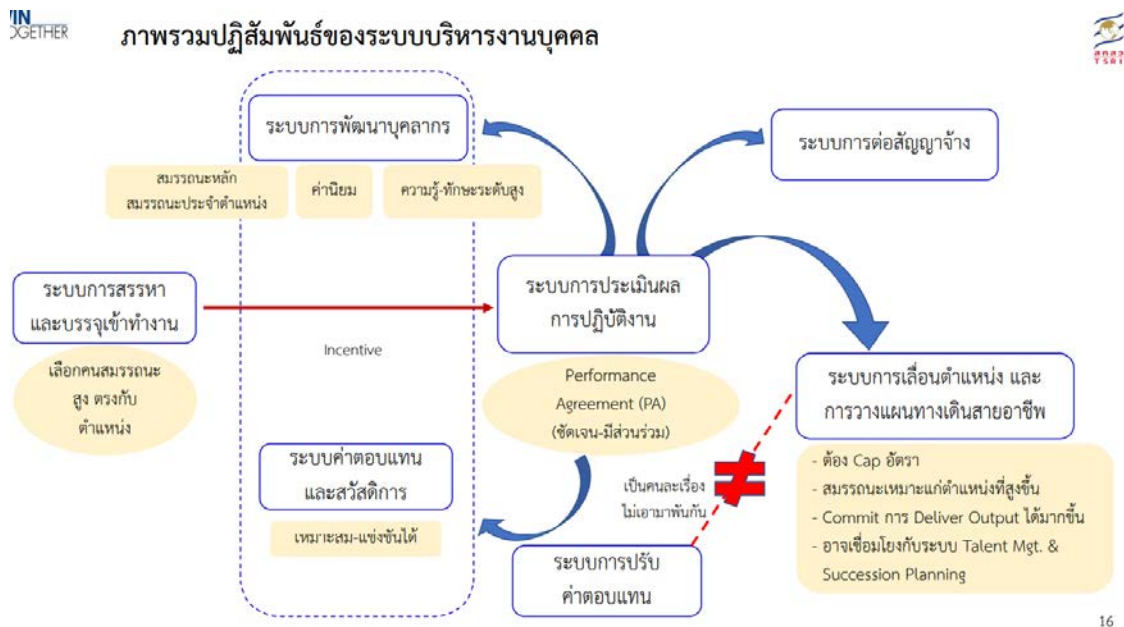 WIN
TOGETHER
ภาพรวมปฏิสัมพันธ์ของระบบบริหารงานบุคคล
สกสว
TSRI
ระบบการพัฒนาบุคลากร
สมรรถนะหลัก
สมรรถนะประจำตำแหน่ง
ค่านิยม
ความรู้-ทักษะระดับสูง
ระบบการต่อสัญญาจ้าง
ระบบการสรรหา
และบรรจุเข้าทำงาน
เลือกคนสมรรถนะ
สูง ตรงกับ
ตำแหน่ง
Incentive
ระบบการประเมินผล
การปฏิบัติงาน
Performance
Agreement (PA)
(ชัดเจน-มีส่วนร่วม)
ระบบการเลื่อนตำแหน่ง และ
การวางแผนทางเดินสายอาชีพ
- ต้อง Cap อัตรา
- สมรรถนะเหมาะแก่ตำแหน่งที่สูงขึ้น
- Commit การ Deliver Output ได้มากขึ้น
- อาจเชื่อมโยงกับระบบ Talent Mgt. &
Succession Planning
ระบบค่าตอบแทน
และสวัสดิการ
เหมาะสม-แข่งขันได้
เป็นคนละเรื่อง
ไม่เอามาพันกัน
≠
ระบบการปรับ
ค่าตอบแทน
16